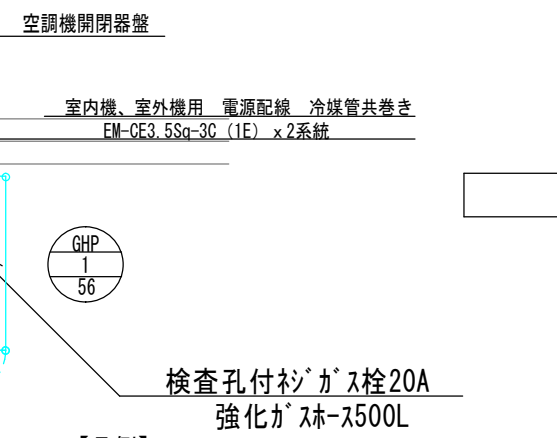 空調機開閉器盤
室内機、室外機用　電源配線　冷媒管共巻き
EM-CE3.5Sq-3C (1E) x2系統
GHP
1
56
検査孔付ﾈｼﾞｶﾞｽ栓20A
強化ｶﾞｽﾎｰｽ500L